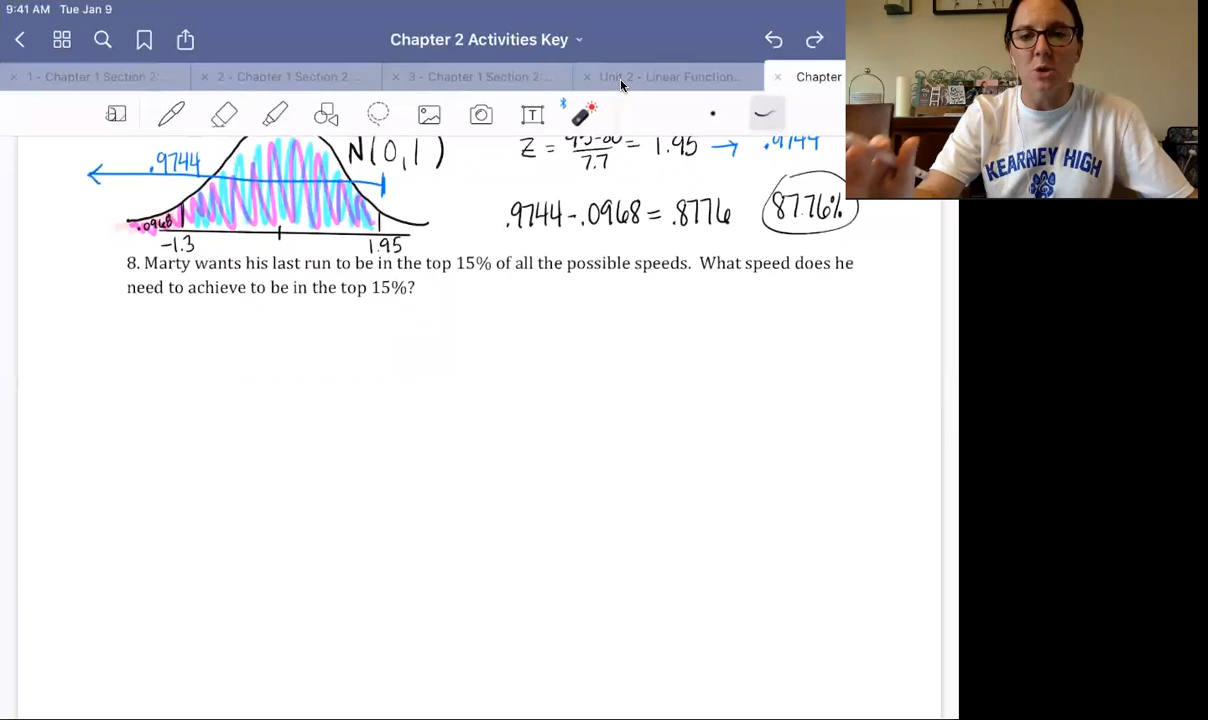 9:41 AM Tue Jan 9
Chapter 2 Activities Key
1 - Chapter 1 Section 2:...
2 - Chapter 1 Section 2...
3 - Chapter 1 Section 2:...
Unit 2 - Linear Function...
Chapter
T
KEARNEY HIGH
.9744
N(0,1)
Z = 95-80 = 1.95 → .9744
7.7
.0968
.9744 - .0968 = .8776
87.76%
-1.3
1.95
8. Marty wants his last run to be in the top 15% of all the possible speeds. What speed does he
need to achieve to be in the top 15%?